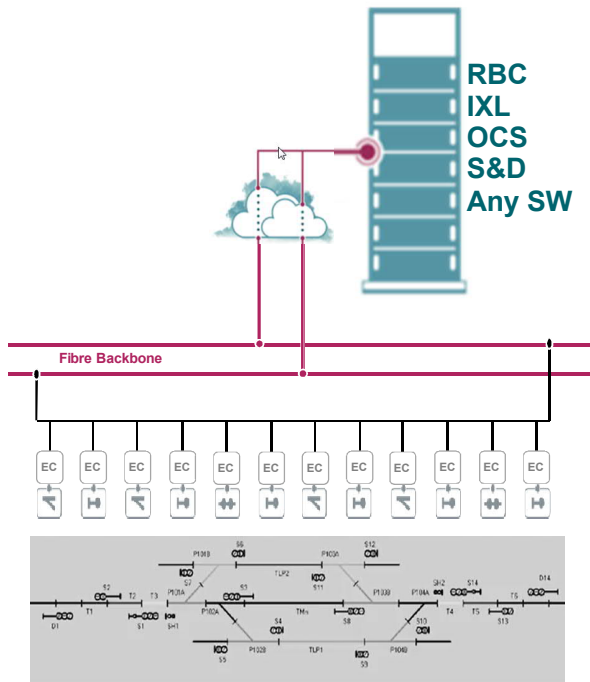 RBC
IXL
OCS
S&D
Any SW
Fibre Backbone
EC EC EC EC EC EC EC EC EC EC EC EC
S6 S12
P101B P103A
TLP2
S7 S11
S2 S3 SH2 S14 D14
T2 T3 P101A P103B P104A T6
T1 P102A T4 T5
D1 S1 SH1 S4 S8 S10 S13
P102B TLP1 P104B
S5 S9